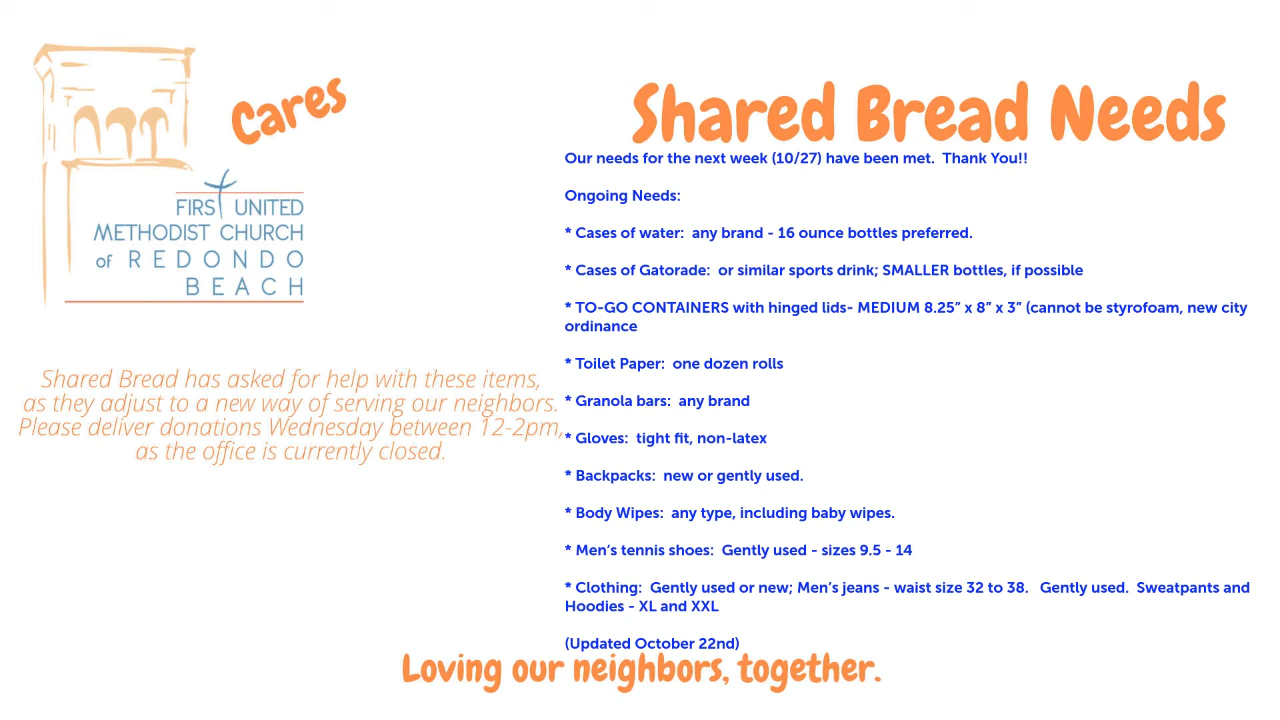 Cares
FIRST UNITED
METHODIST CHURCH
of REDONDO
BEACH
Shared Bread has asked for help with these items,
as they adjust to a new way of serving our neighbors.
Please deliver donations Wednesday between 12-2pm,
as the office is currently closed.
Shared Bread Needs
Our needs for the next week (10/27) have been met.  Thank You!!
Ongoing Needs:
* Cases of water:  any brand - 16 ounce bottles preferred.
* Cases of Gatorade:  or similar sports drink; SMALLER bottles, if possible
* TO-GO CONTAINERS with hinged lids- MEDIUM 8.25” x 8” x 3” (cannot be styrofoam, new city
ordinance
* Toilet Paper:  one dozen rolls
* Granola bars:  any brand
* Gloves:  tight fit, non-latex
* Backpacks:  new or gently used.
* Body Wipes:  any type, including baby wipes.
* Men’s tennis shoes:  Gently used - sizes 9.5 - 14
* Clothing:  Gently used or new; Men’s jeans - waist size 32 to 38.   Gently used.  Sweatpants and
Hoodies - XL and XXL
(Updated October 22nd)
Loving our neighbors, together.